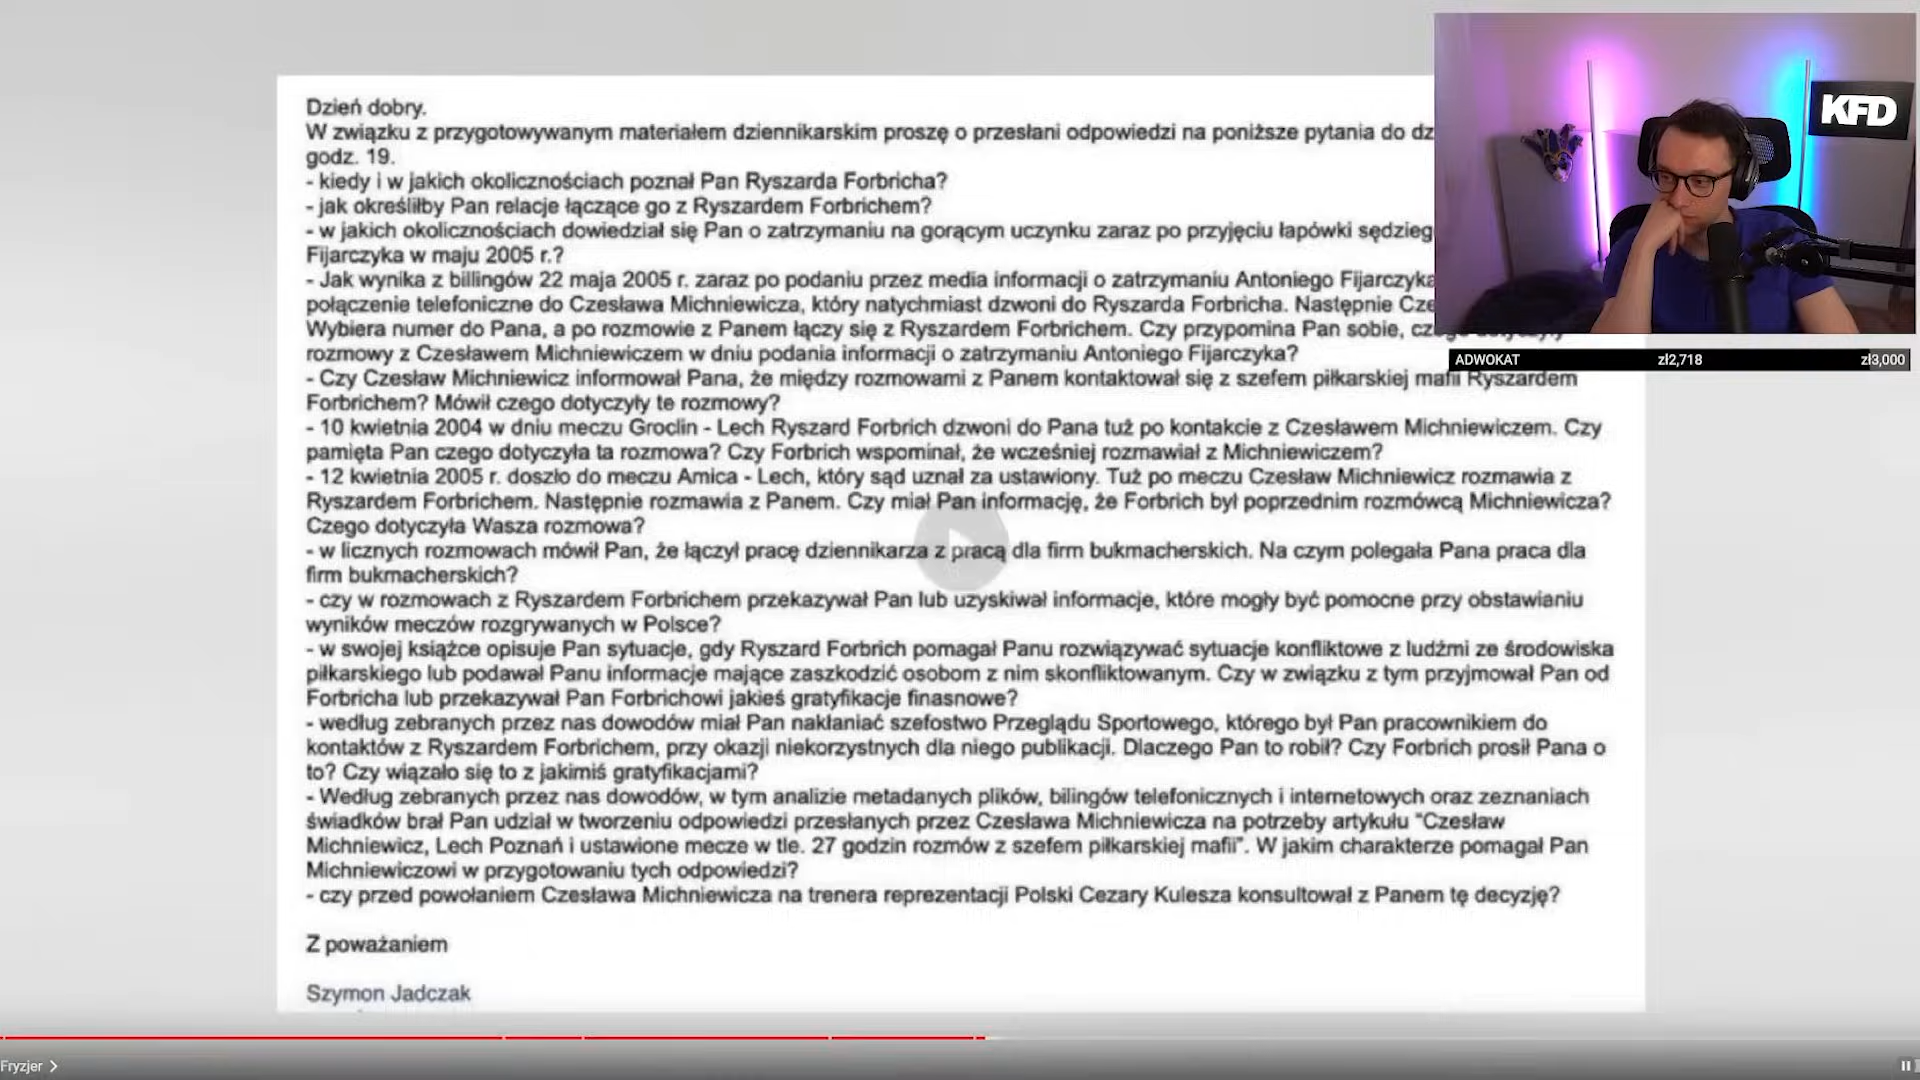 Dzień dobry.
W związku z przygotowywanym materiałem dziennikarskim proszę o przesłani odpowiedzi na poniższe pytania do
godz. 19.
- kiedy i w jakich okolicznościach poznał Pan Ryszarda Forbricha?
- jak określiłby Pan relacje łączące go z Ryszardem Forbrichem?
- w jakich okolicznościach dowiedział się Pan o zatrzymaniu na gorącym uczynku zaraz po przyjęciu łapówki
Fijarczyka w maju 2005 r.?
- Jak wynika z billingów 22 maja 2005 r. zaraz po podaniu przez media informacji o zatrzymaniu Antoniego Fijarczyka
połączenie telefoniczne do Czesława Michniewicza, który natychmiast dzwoni do Ryszarda Forbricha. Następnie
Wybiera numer do Pana, a po rozmowie z Panem łączy się z Ryszardem Forbrichem. Czy przypomina Pan sobie,
rozmowy z Czesławem Michniewiczem w dniu podania informacji o zatrzymaniu Antoniego Fijarczyka?
- Czy Czesław Michniewicz informował Pana, że między rozmowami z Panem kontaktował się z szefem piłkarskiej mafii Ryszardem
Forbrichem? Mówił czego dotyczyły te rozmowy?
- 10 kwietnia 2004 w dniu meczu Groclin - Lech Ryszard Forbrich dzwoni do Pana tuż po kontakcie z Czesławem Michniewiczem. Czy
pamięta Pan czego dotyczyła ta rozmowa? Czy Forbrich wspominał, że wcześniej rozmawiał z Michniewiczem?
- 12 kwietnia 2005 r. doszło do meczu Amica - Lech, który sąd uznał za ustawiony. Tuż po meczu Czesław Michniewicz rozmawia z
Ryszardem Forbrichem. Następnie rozmawia z Panem. Czy miał Pan informację, że Forbrich był poprzednim rozmówcą Michniewicza?
Czego dotyczyła Wasza rozmowa?
- w licznych rozmowach mówił Pan, że łączył pracę dziennikarza z pracą dla firm bukmacherskich. Na czym polegała Pana praca dla
firm bukmacherskich?
- czy w rozmowach z Ryszardem Forbrichem przekazywał Pan lub uzyskiwał informacje, które mogły być pomocne przy obstawianiu
wyników meczów rozgrywanych w Polsce?
- w swojej książce opisuje Pan sytuacje, gdy Ryszard Forbrich pomagał Panu rozwiązywać sytuacje konfliktowe z ludźmi ze środowiska
piłkarskiego lub podawał Panu informacje mające zaszkodzić osobom z nim skonfliktowanym. Czy w związku z tym przyjmował Pan od
Forbricha lub przekazywał Pan Forbrichowi jakieś gratyfikacje finasnowe?
- według zebranych przez nas dowodów miał Pan nakłaniać szefostwo Przeglądu Sportowego, którego był Pan pracownikiem do
kontaktów z Ryszardem Forbrichem, przy okazji niekorzystnych dla niego publikacji. Dlaczego Pan to robił? Czy Forbrich prosił Pana o
to? Czy wiązało się to z jakimiś gratyfikacjami?
- Według zebranych przez nas dowodów, w tym analizie metadanych plików, bilingów telefonicznych i internetowych oraz zeznaniach
świadków brał Pan udział w tworzeniu odpowiedzi przesłanych przez Czesława Michniewicza na potrzeby artykułu "Czesław
Michniewicz, Lech Poznań i ustawione mecze w tle. 27 godzin rozmów z szefem piłkarskiej mafii". W jakim charakterze pomagał Pan
Michniewiczowi w przygotowaniu tych odpowiedzi?
- czy przed powołaniem Czesława Michniewicza na trenera reprezentacji Polski Cezary Kulesza konsultował z Panem tę decyzję?
Z poważaniem
Szymon Jadczak
KFD
ADWOKAT zł2,718 zł3,000
Fryzjer